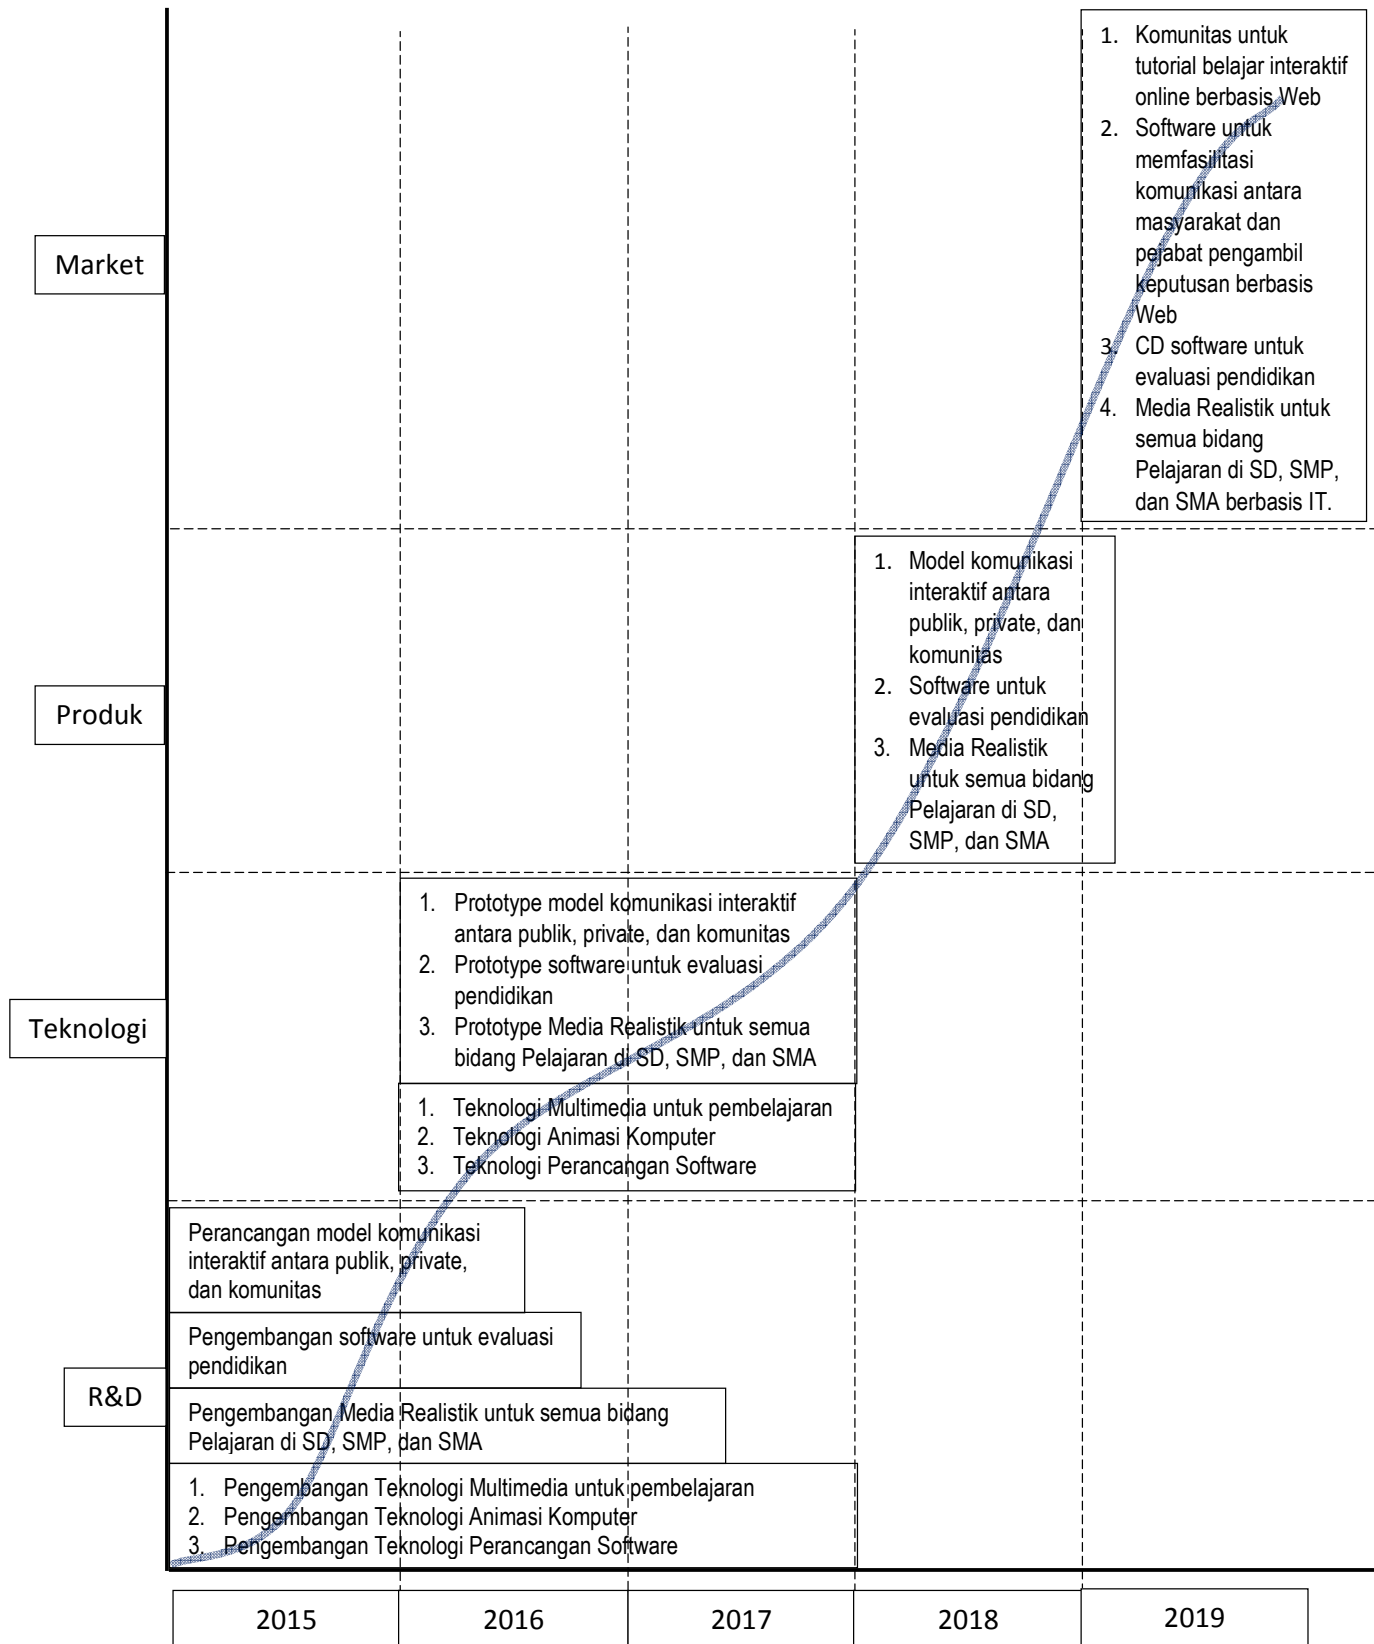 Market
1. Komunitas untuk
tutorial belajar interaktif
online berbasis Web
2. Software untuk
memfasilitasi
komunikasi antara
masyarakat dan
pejabat pengambil
keputusan berbasis
Web
3. CD software untuk
evaluasi pendidikan
4. Media Realistik untuk
semua bidang
Pelajaran di SD, SMP,
dan SMA berbasis IT.
Produk
1. Model komunikasi
interaktif antara
publik, private, dan
komunitas
2. Software untuk
evaluasi pendidikan
3. Media Realistik
untuk semua bidang
Pelajaran di SD,
SMP, dan SMA
Teknologi
1. Prototype model komunikasi interaktif
antara publik, private, dan komunitas
2. Prototype software untuk evaluasi
pendidikan
3. Prototype Media Realistik untuk semua
bidang Pelajaran di SD, SMP, dan SMA
1. Teknologi Multimedia untuk pembelajaran
2. Teknologi Animasi Komputer
3. Teknologi Perancangan Software
R&D
Perancangan model komunikasi
interaktif antara publik, private,
dan komunitas
Pengembangan software untuk evaluasi
pendidikan
Pengembangan Media Realistik untuk semua bidang
Pelajaran di SD, SMP, dan SMA
1. Pengembangan Teknologi Multimedia untuk pembelajaran
2. Pengembangan Teknologi Animasi Komputer
3. Pengembangan Teknologi Perancangan Software
2015 2016 2017 2018 2019